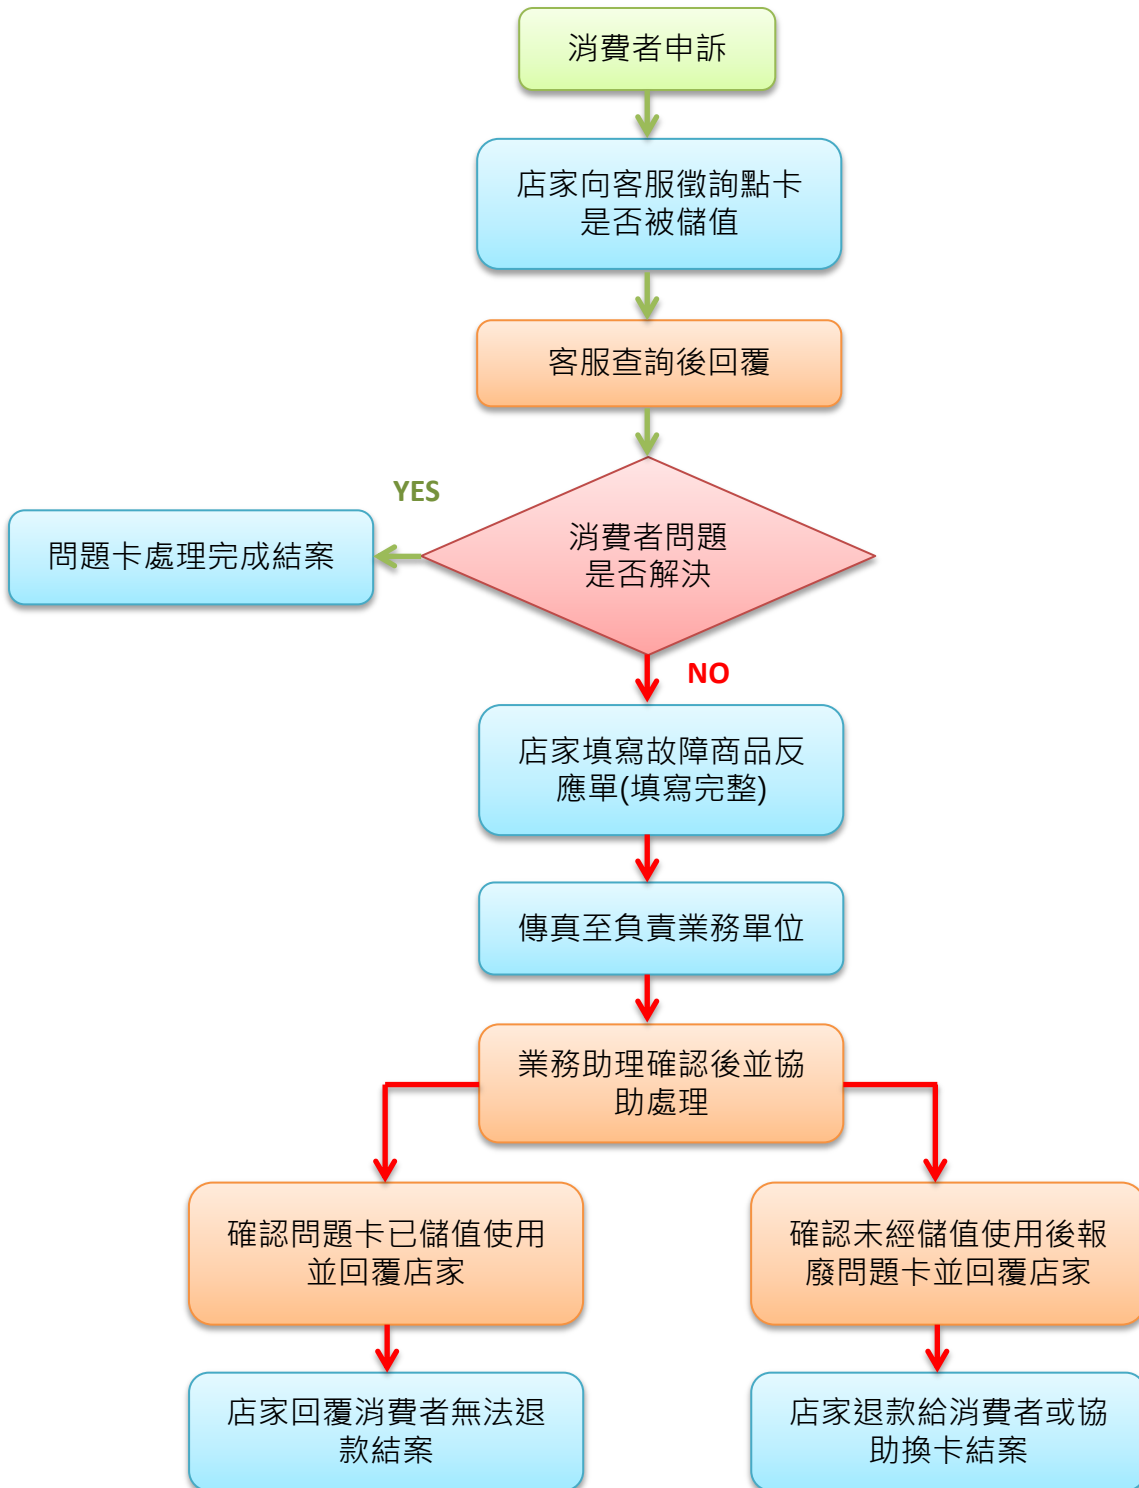 消費者申訴
店家向客服徵詢點卡
是否被儲值
客服查詢後回覆
YES
消費者問題
是否解決
問題卡處理完成結案
NO
店家填寫故障商品反
應單(填寫完整)
傳真至負責業務單位
業務助理確認後並協
助處理
確認問題卡已儲值使用
並回覆店家
確認未經儲值使用後報
廢問題卡並回覆店家
店家回覆消費者無法退
款結案
店家退款給消費者或協
助換卡結案